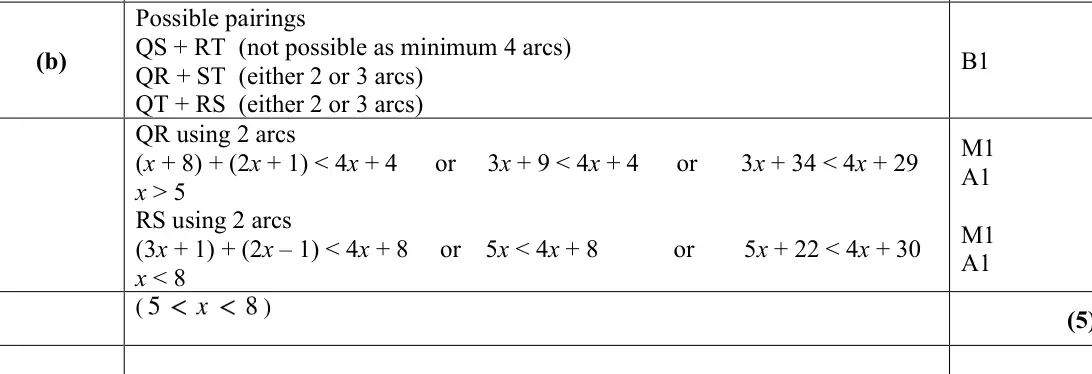 (b)
Possible pairings
QS + RT (not possible as minimum 4 arcs)
QR + ST (either 2 or 3 arcs)
QT + RS (either 2 or 3 arcs)
B1
QR using 2 arcs
(x + 8) + (2x + 1) < 4x + 4 or 3x + 9 < 4x + 4 or 3x + 34 < 4x + 29
x > 5
M1
A1
RS using 2 arcs
(3x + 1) + (2x – 1) < 4x + 8 or 5x < 4x + 8 or 5x + 22 < 4x + 30
x < 8
M1
A1
( 5 < x < 8 )
(5)